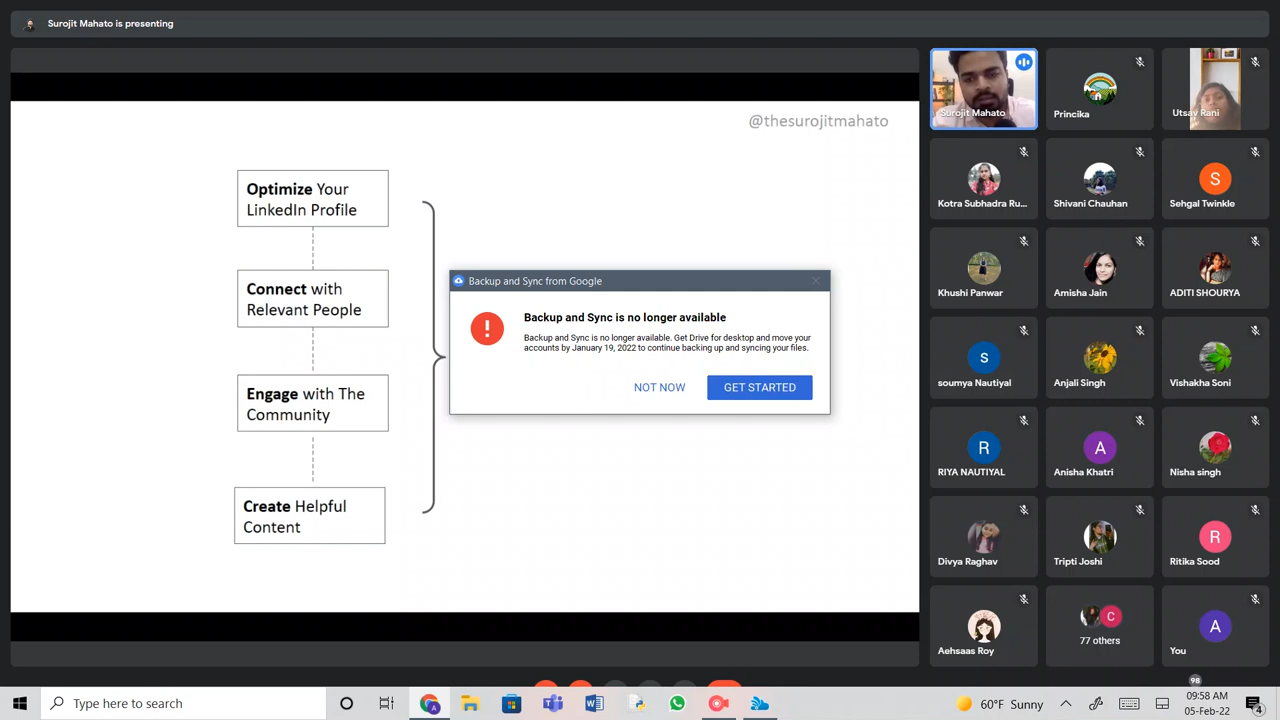 Surojit Mahato is presenting
@thesurojitmahato
Optimize Your
LinkedIn Profile
Connect with
Relevant People
Engage with The
Community
Create Helpful
Content
Backup and Sync from Google
Backup and Sync is no longer available
Backup and Sync is no longer available. Get Drive for desktop and move your
accounts by January 19, 2022 to continue backing up and syncing your files.
NOT NOW
GET STARTED
Surojit Mahato
Princika
Utsav Rani
Kotra Subhadra Ru...
Shivani Chauhan
S
Sehgal Twinkle
Khushi Panwar
Amisha Jain
ADITI SHOURYA
s
soumya Nautiyal
Anjali Singh
Vishakha Soni
R
RIYA NAUTIYAL
A
Anisha Khatri
Nisha singh
Divya Raghav
Tripti Joshi
R
Ritika Sood
Aehsaas Roy
C
77 others
A
You
98
Type here to search
60°F Sunny
09:58 AM
05-Feb-22
4